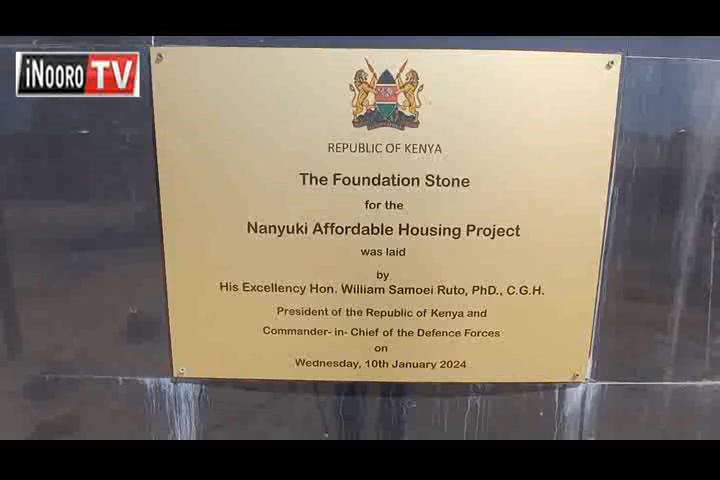 iNOORO TV
REPUBLIC OF KENYA
The Foundation Stone
for the
Nanyuki Affordable Housing Project
was laid
by
His Excellency Hon. William Samoei Ruto, PhD., C.G.H.
President of the Republic of Kenya and
Commander- in- Chief of the Defence Forces
on
Wednesday, 10th January 2024